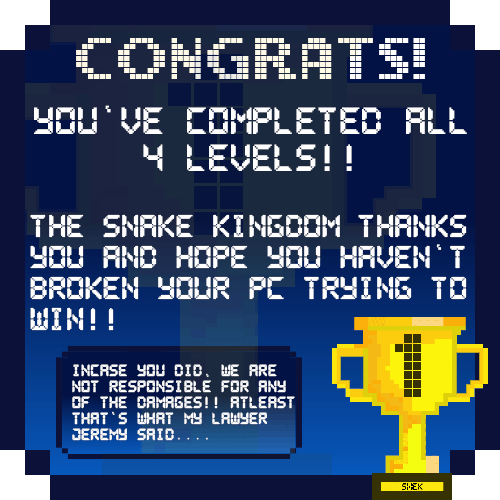 CONGRATS!
YOU'VE COMPLETED ALL
4 LEVELS!!
THE SNAKE KINGDOM THANKS
YOU AND HOPE YOU HAVEN'T
BROKEN YOUR PC TRYING TO
WIN!!
INCASE YOU DID, WE ARE
NOT RESPONSIBLE FOR ANY
OF THE DAMAGES!! ATLEAST
THAT'S WHAT MY LAWYER
JEREMY SAID....
1